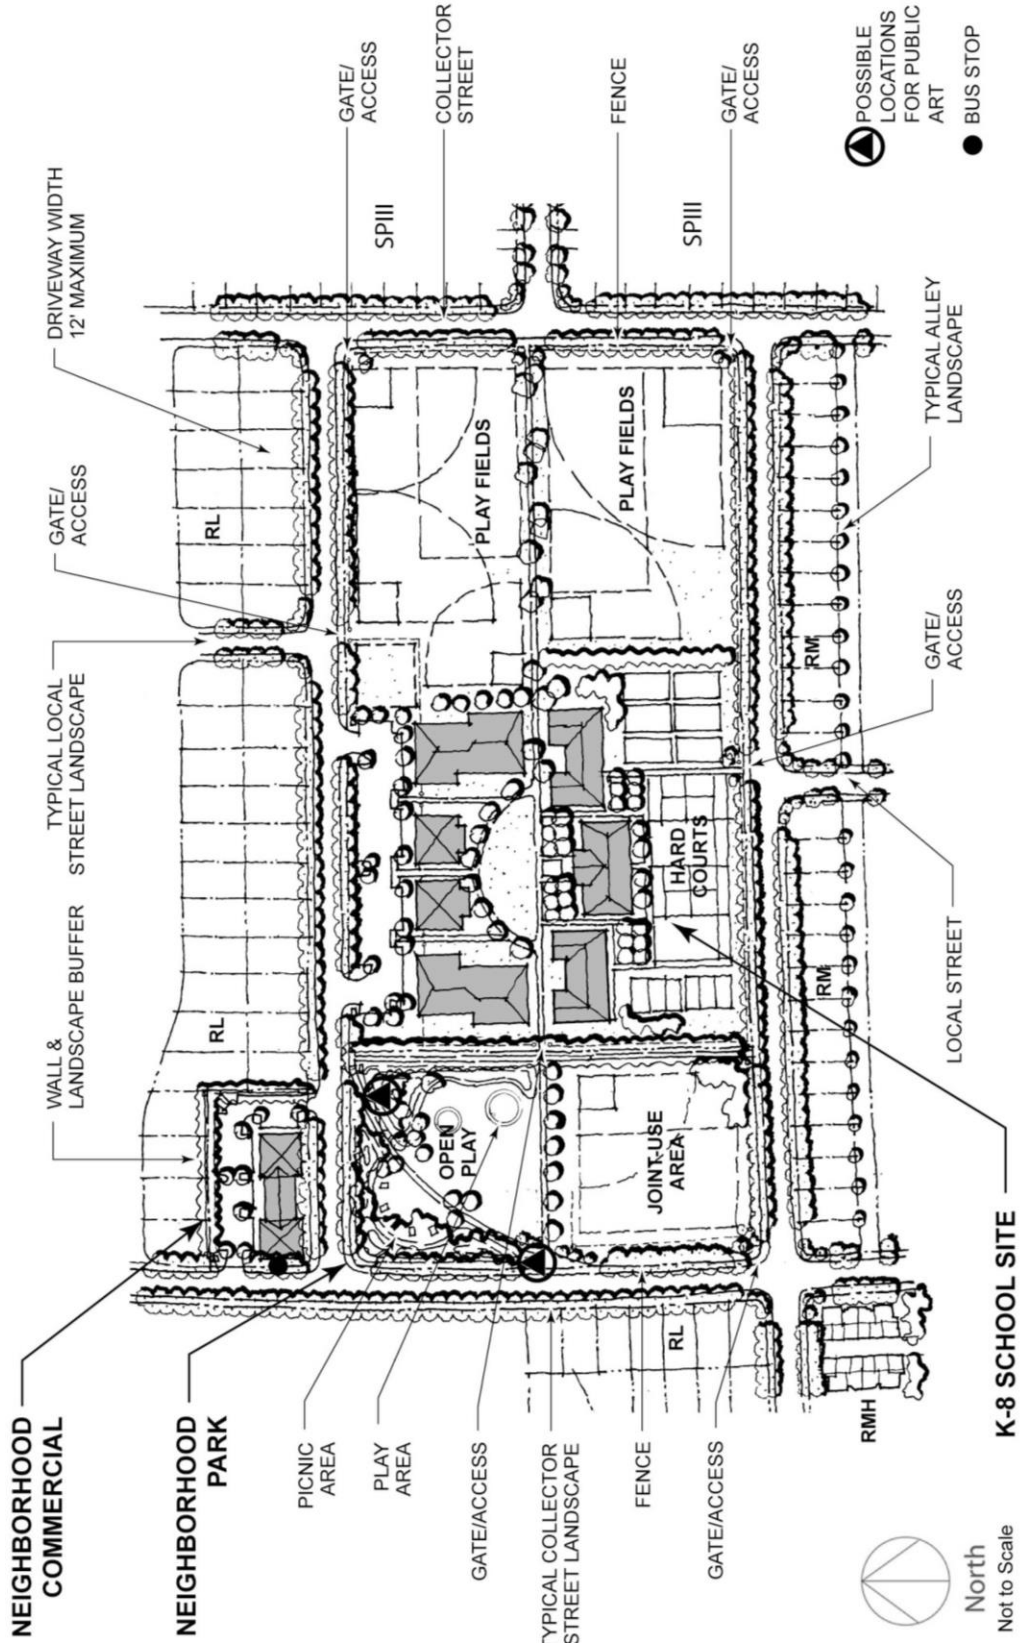 NEIGHBORHOOD
COMMERCIAL
WALL &
LANDSCAPE BUFFER
TYPICAL LOCAL
STREET LANDSCAPE
GATE/
ACCESS
DRIVEWAY WIDTH
12' MAXIMUM
NEIGHBORHOOD
PARK
PICNIC
AREA
PLAY
AREA
GATE/ACCESS
TYPICAL COLLECTOR
STREET LANDSCAPE
FENCE
GATE/ACCESS
RL
RL
RL
OPEN
PLAY
JOINT-USE
AREA
HARD
COURTS
PLAY FIELDS
PLAY FIELDS
RM
RM
RMH
GATE/
ACCESS
COLLECTOR
STREET
SPIII
FENCE
SPIII
GATE/
ACCESS
TYPICAL ALLEY
LANDSCAPE
GATE/
ACCESS
LOCAL STREET
K-8 SCHOOL SITE
POSSIBLE
LOCATIONS
FOR PUBLIC
ART
BUS STOP
North
Not to Scale